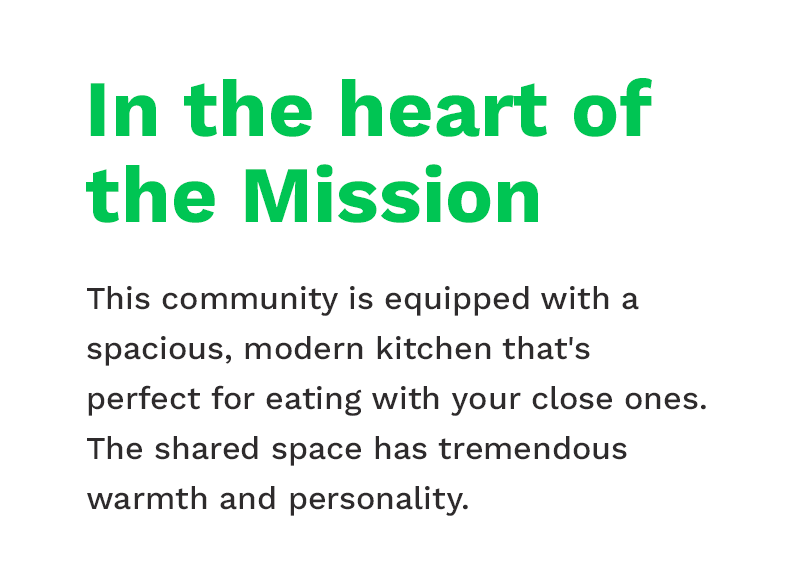 In the heart of
the Mission
This community is equipped with a
spacious, modern kitchen that's
perfect for eating with your close ones.
The shared space has tremendous
warmth and personality.